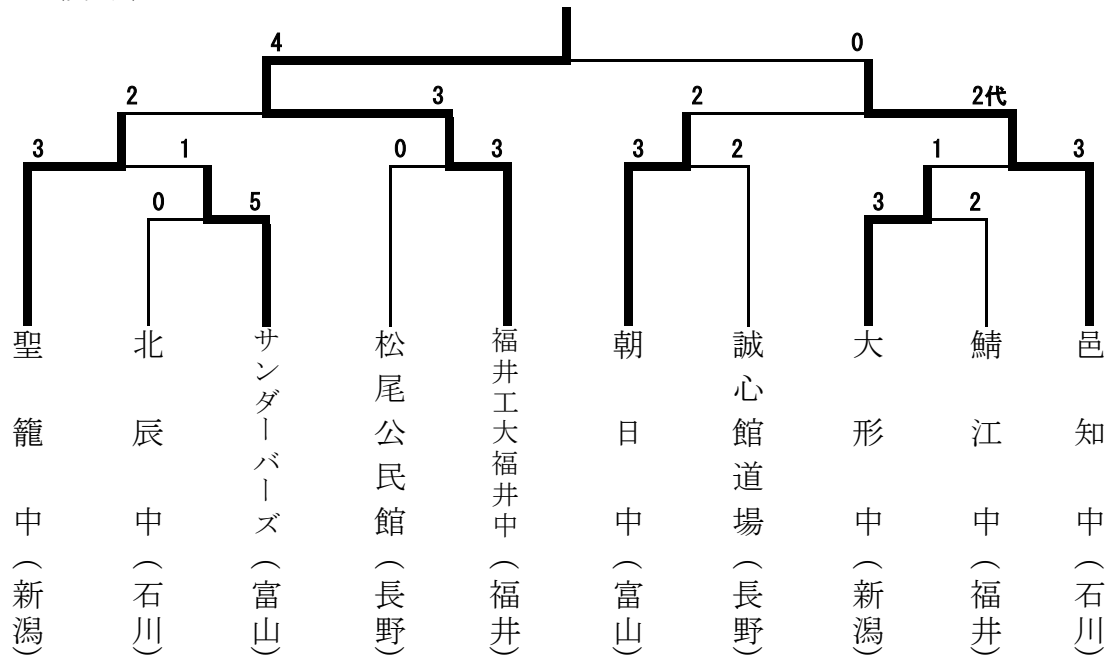 4 0
2 3 2 2代
3 1 0 3 3 2 1 3
0 5 3 2
聖籠中（新潟）
北辰中（石川）
サンダーバーズ（富山）
松尾公民館（長野）
福井工大福井中（福井）
朝日中（富山）
誠心館道場（長野）
大形中（新潟）
鯖江中（福井）
邑知中（石川）